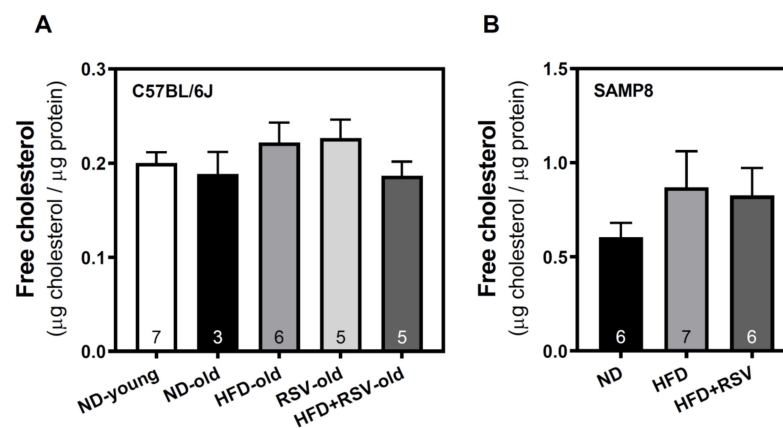 A
Free cholesterol
(µg cholesterol / µg protein)
0.3
0.2
0.1
0.0
C57BL/6J
7
3
6
5
5
ND-young
ND-old
HFD-old
RSV-old
HFD+RSV-old
B
Free cholesterol
(µg cholesterol / µg protein)
1.5
1.0
0.5
0.0
SAMP8
6
7
6
ND
HFD
HFD+RSV